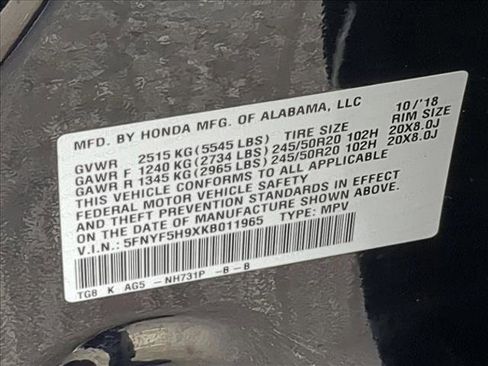 MFD. BY HONDA MFG. OF ALABAMA, LLC 10/'18
GVWR 2515 KG(5545 LBS) TIRE SIZE RIM SIZE
GAWR F 1240 KG(2734 LBS)245/50R20 102H 20X8.0J
GAWR R 1345 KG(2965 LBS)245/50R20 102H 20X8.0J
THIS VEHICLE CONFORMS TO ALL APPLICABLE
FEDERAL MOTOR VEHICLE SAFETY
AND THEFT PREVENTION STANDARDS IN EFFECT
ON THE DATE OF MANUFACTURE SHOWN ABOVE.
V.I.N.: 5FNYF5H9XKB011965 TYPE: MPV
TG8 K AG5 -NH731P -B-B